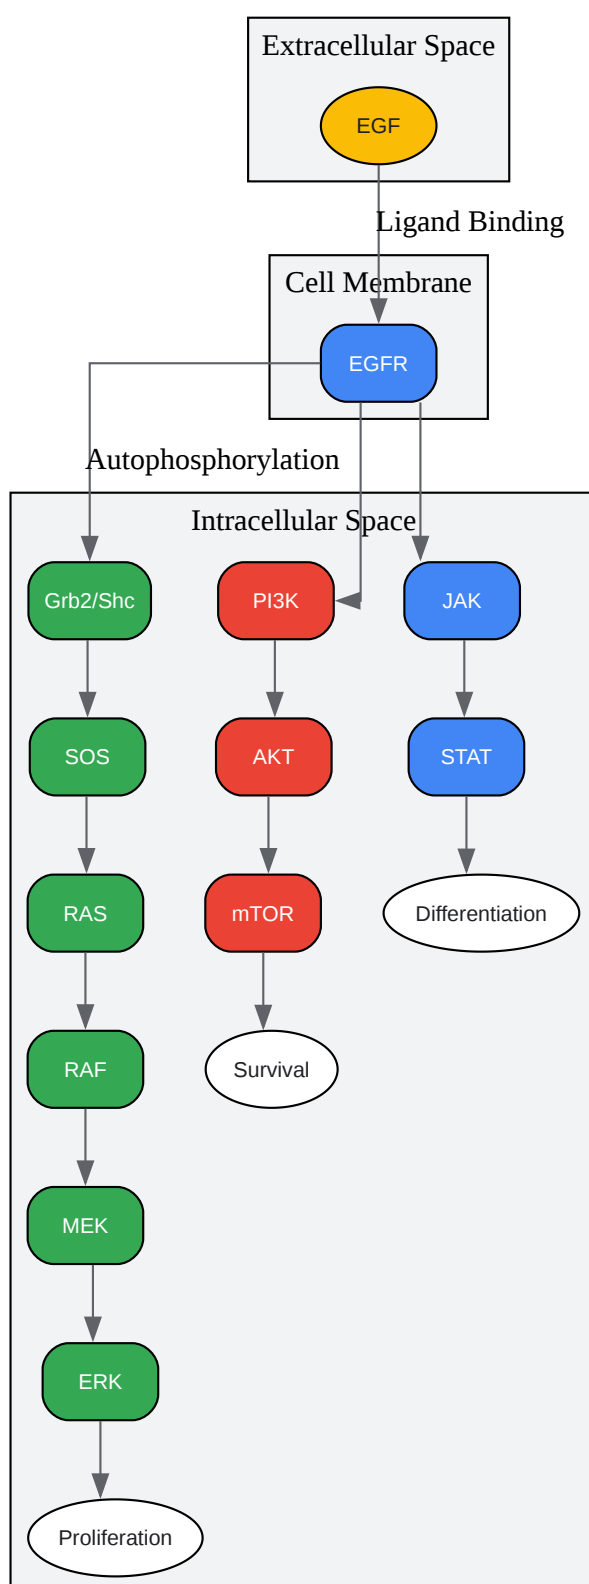 Extracellular Space
EGF
Ligand Binding
Cell Membrane
EGFR
Autophosphorylation
Intracellular Space
Grb2/Shc
PI3K
JAK
SOS
AKT
STAT
RAS
mTOR
Differentiation
RAF
Survival
MEK
ERK
Proliferation